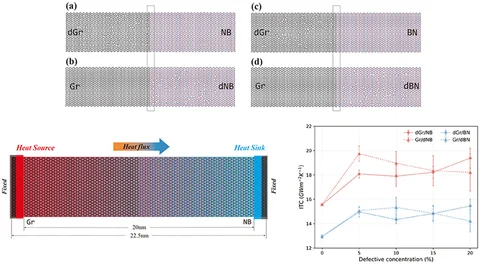 (a)
dGr NB
(c)
dGr BN
(b)
Gr dNB
(d)
Gr dBN
Heat Source Heat flux Heat Sink
Fixed Fixed
Gr 20nm NB
22.5nm
dGr/NB dGr/BN
Gr/dNB Gr/dBN
ITC (GWm⁻²K⁻¹)
22
20
18
16
14
12
0 5 10 15 20
Defective concentration (%)